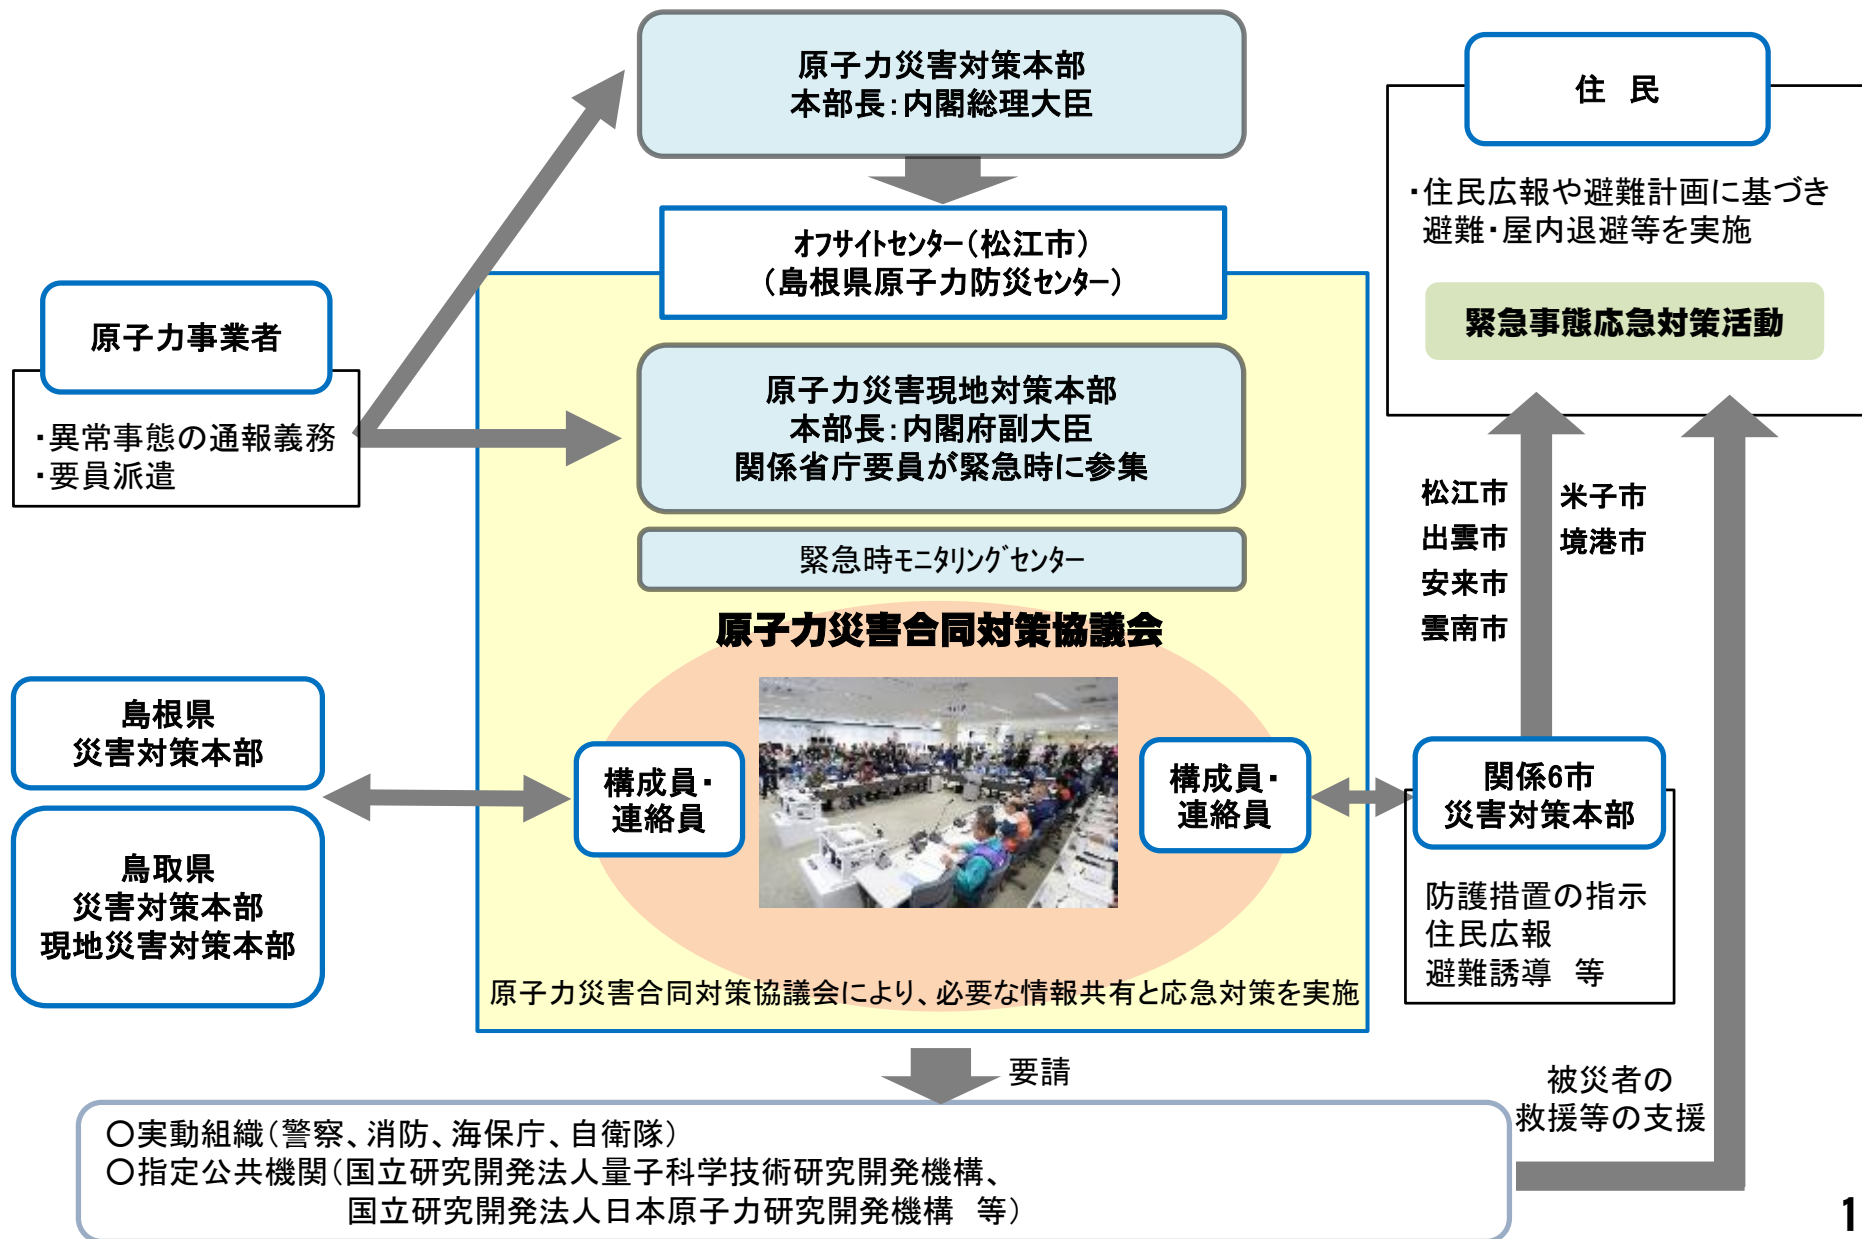 原子力災害対策本部
本部長：内閣総理大臣
オフサイトセンター（松江市）
（島根県原子力防災センター）
原子力事業者
・異常事態の通報義務
・要員派遣
原子力災害現地対策本部
本部長：内閣府副大臣
関係省庁要員が緊急時に参集
緊急時モニタリングセンター
原子力災害合同対策協議会
島根県
災害対策本部
鳥取県
災害対策本部
現地災害対策本部
構成員・
連絡員
構成員・
連絡員
原子力災害合同対策協議会により、必要な情報共有と応急対策を実施
住　民
・住民広報や避難計画に基づき
避難・屋内退避等を実施
緊急事態応急対策活動
松江市
出雲市
安来市
雲南市
米子市
境港市
関係6市
災害対策本部
防護措置の指示
住民広報
避難誘導　等
要請
○実動組織（警察、消防、海保庁、自衛隊）
○指定公共機関（国立研究開発法人量子科学技術研究開発機構、
国立研究開発法人日本原子力研究開発機構　等）
被災者の
救援等の支援
1